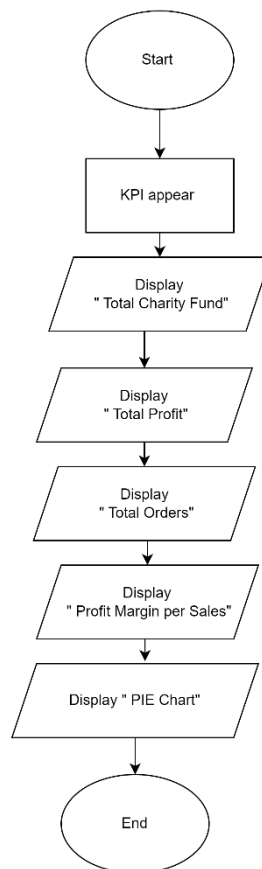 Start
KPI appear
Display
" Total Charity Fund"
Display
" Total Profit"
Display
" Total Orders"
Display
" Profit Margin per Sales"
Display " PIE Chart"
End